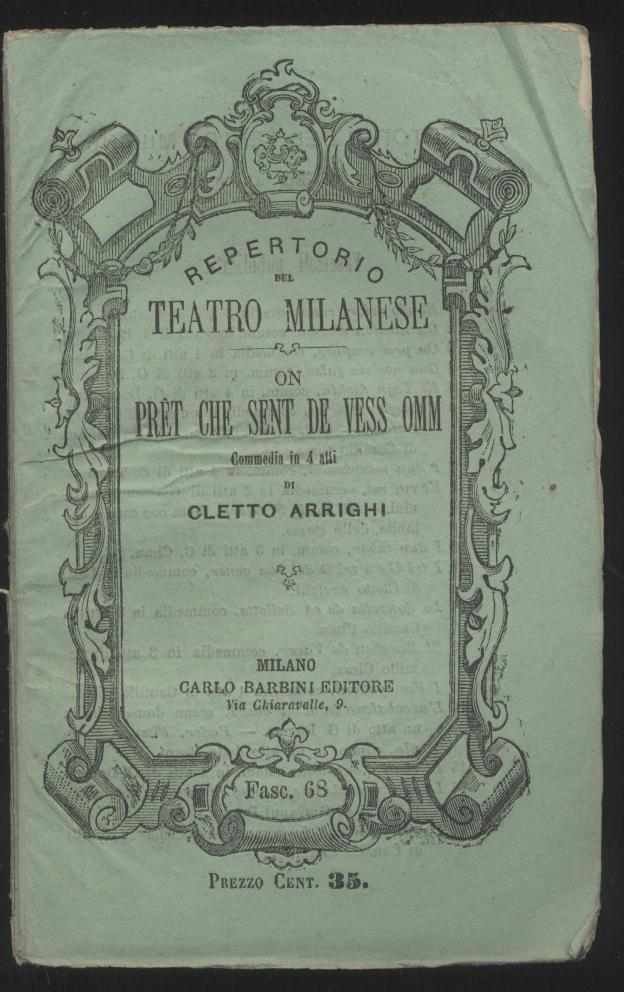 REPERTORIO
DEL
TEATRO MILANESE
ON
PRÊT CHE SENT DE VESS OMM
Commedia in 4 atti
DI
CLETTO ARRIGHI
MILANO
CARLO BARBINI EDITORE
Via Chiaravalle, 9.
Fasc. 68
PREZZO CENT. 35.